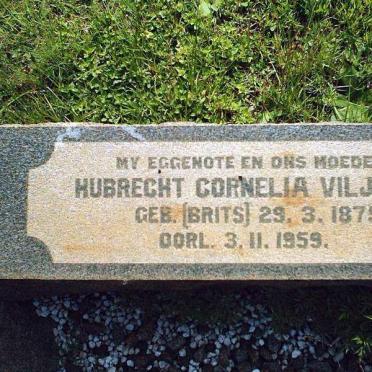 MY EGGENOTE EN ONS MOEDE
HUBRECHT CORNELIA VILJ
GEB. (BRITS) 29. 3. 187
OORL. 3. 11. 1959.